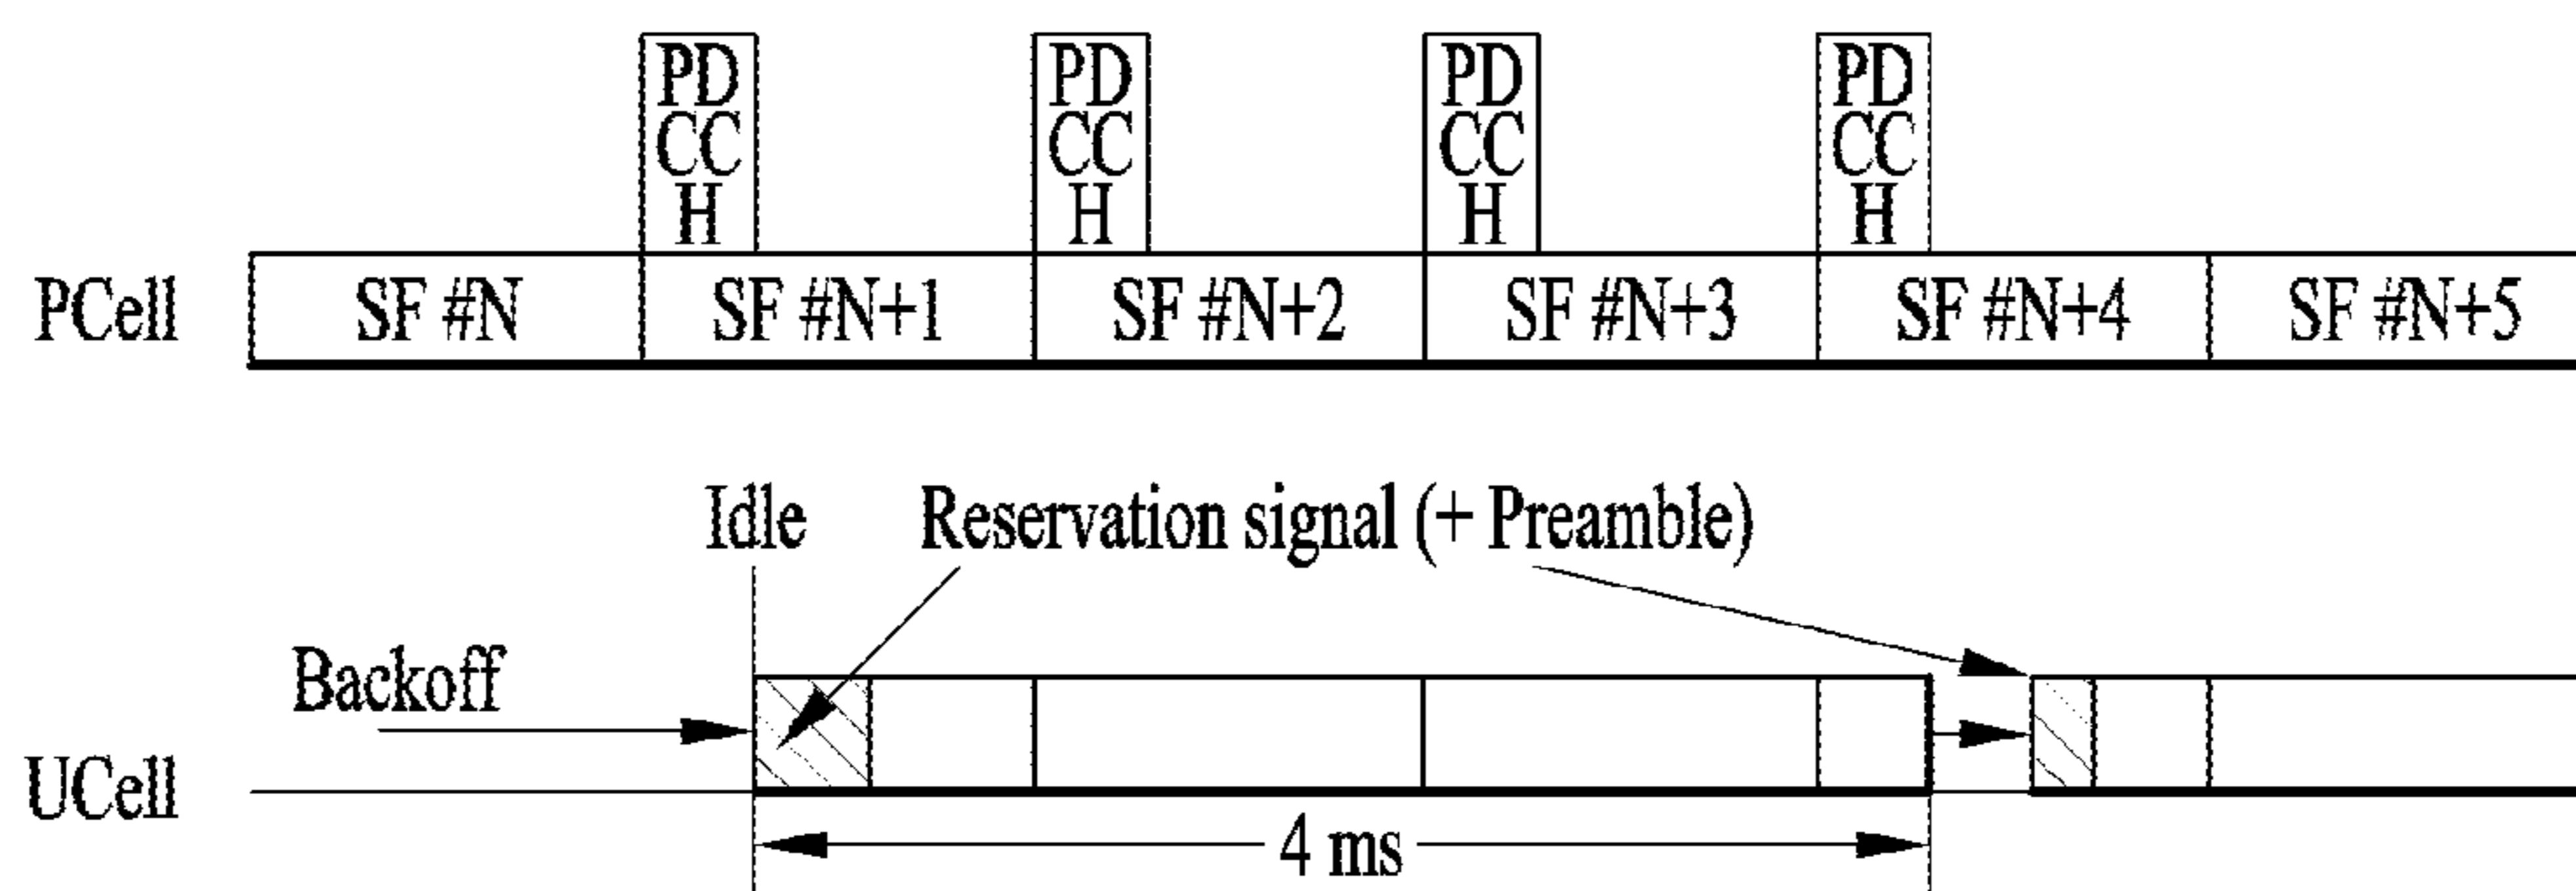 PD PD PD PD
CC CC CC CC
H H H H
PCell SF #N SF #N+1 SF #N+2 SF #N+3 SF #N+4 SF #N+5
Idle Reservation signal (+ Preamble)
Backoff
UCell
4 ms